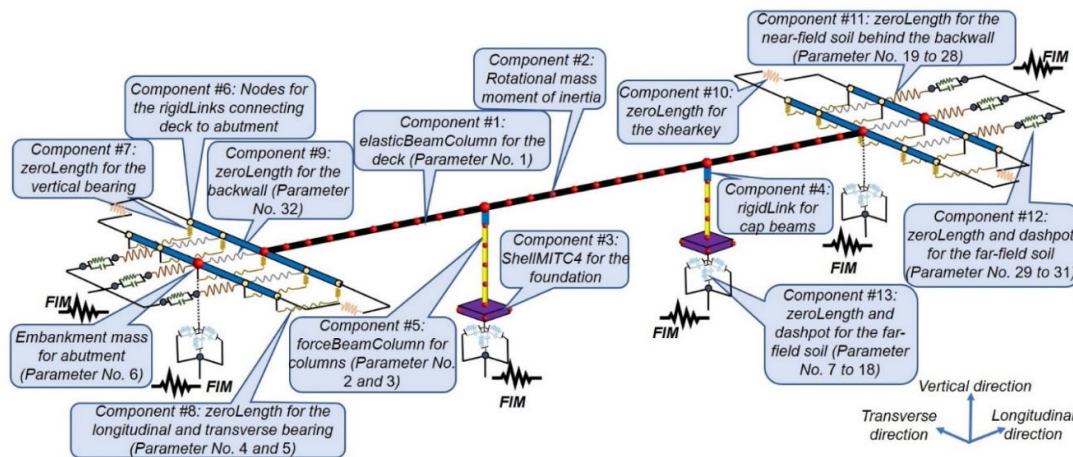 Component #11: zeroLength for the
near-field soil behind the backwall
(Parameter No. 19 to 28)
FIM
Component #2:
Rotational mass
moment of inertia
Component #6: Nodes for
the rigidLinks connecting
deck to abutment
Component #10:
zeroLength for
the shearkey
Component #1:
elasticBeamColumn for the
deck (Parameter No. 1)
Component #7:
zeroLength for the
vertical bearing
Component #9:
zeroLength for the
backwall (Parameter
No. 32)
Component #4:
rigidLink for
cap beams
Component #12:
zeroLength and dashpot
for the far-field soil
(Parameter No. 29 to 31)
Component #3:
ShellMITC4 for the
foundation
FIM
FIM
Component #13:
zeroLength and
dashpot for the far-
field soil (Parameter
No. 7 to 18)
FIM
Embankment mass
for abutment
(Parameter No. 6)
FIM
Component #5:
forceBeamColumn for
columns (Parameter No.
2 and 3)
FIM
Component #8: zeroLength for the
longitudinal and transverse bearing
(Parameter No. 4 and 5)
Vertical direction
Transverse
direction
Longitudinal
direction